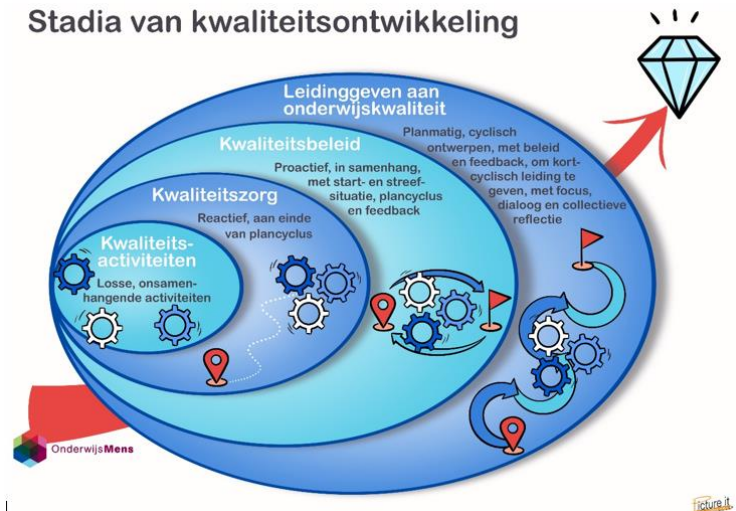 Stadia van kwaliteitsontwikkeling
Leidinggeven aan
onderwijskwaliteit
Planmatig, cyclisch
ontwerpen, met beleid
en feedback, om kort-
cyclisch leiding te
geven, met focus,
dialoog en collectieve
reflectie
Kwaliteitsbeleid
Proactief, in samenhang,
met start- en streef-
situatie, plancyclus
en feedback
Kwaliteitszorg
Reactief, aan einde
van plancyclus
Kwaliteits-
activiteiten
Losse, onsamen-
hangende activiteiten
OnderwijsMens
Picture it